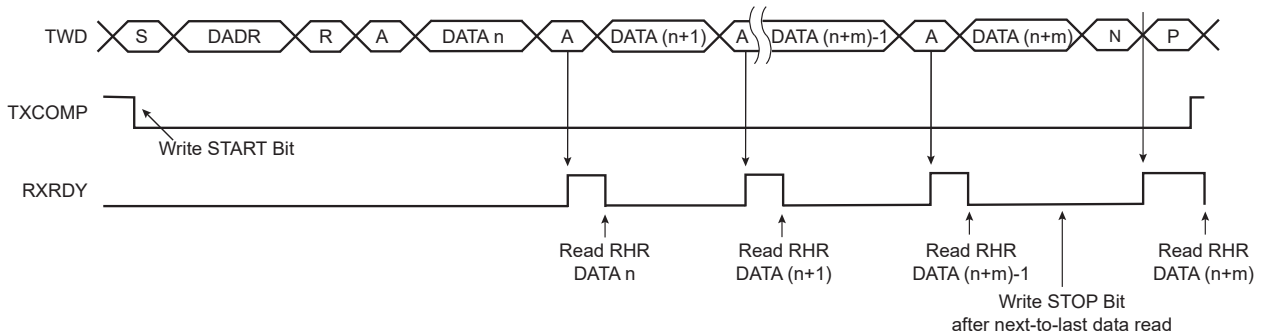 TWD S DADR R A DATA n A DATA (n+1) A DATA (n+m)-1 A DATA (n+m) N P
TXCOMP
Write START Bit
RXRDY
Read RHR
DATA n
Read RHR
DATA (n+1)
Read RHR
DATA (n+m)-1
Read RHR
DATA (n+m)
Write STOP Bit
after next-to-last data read